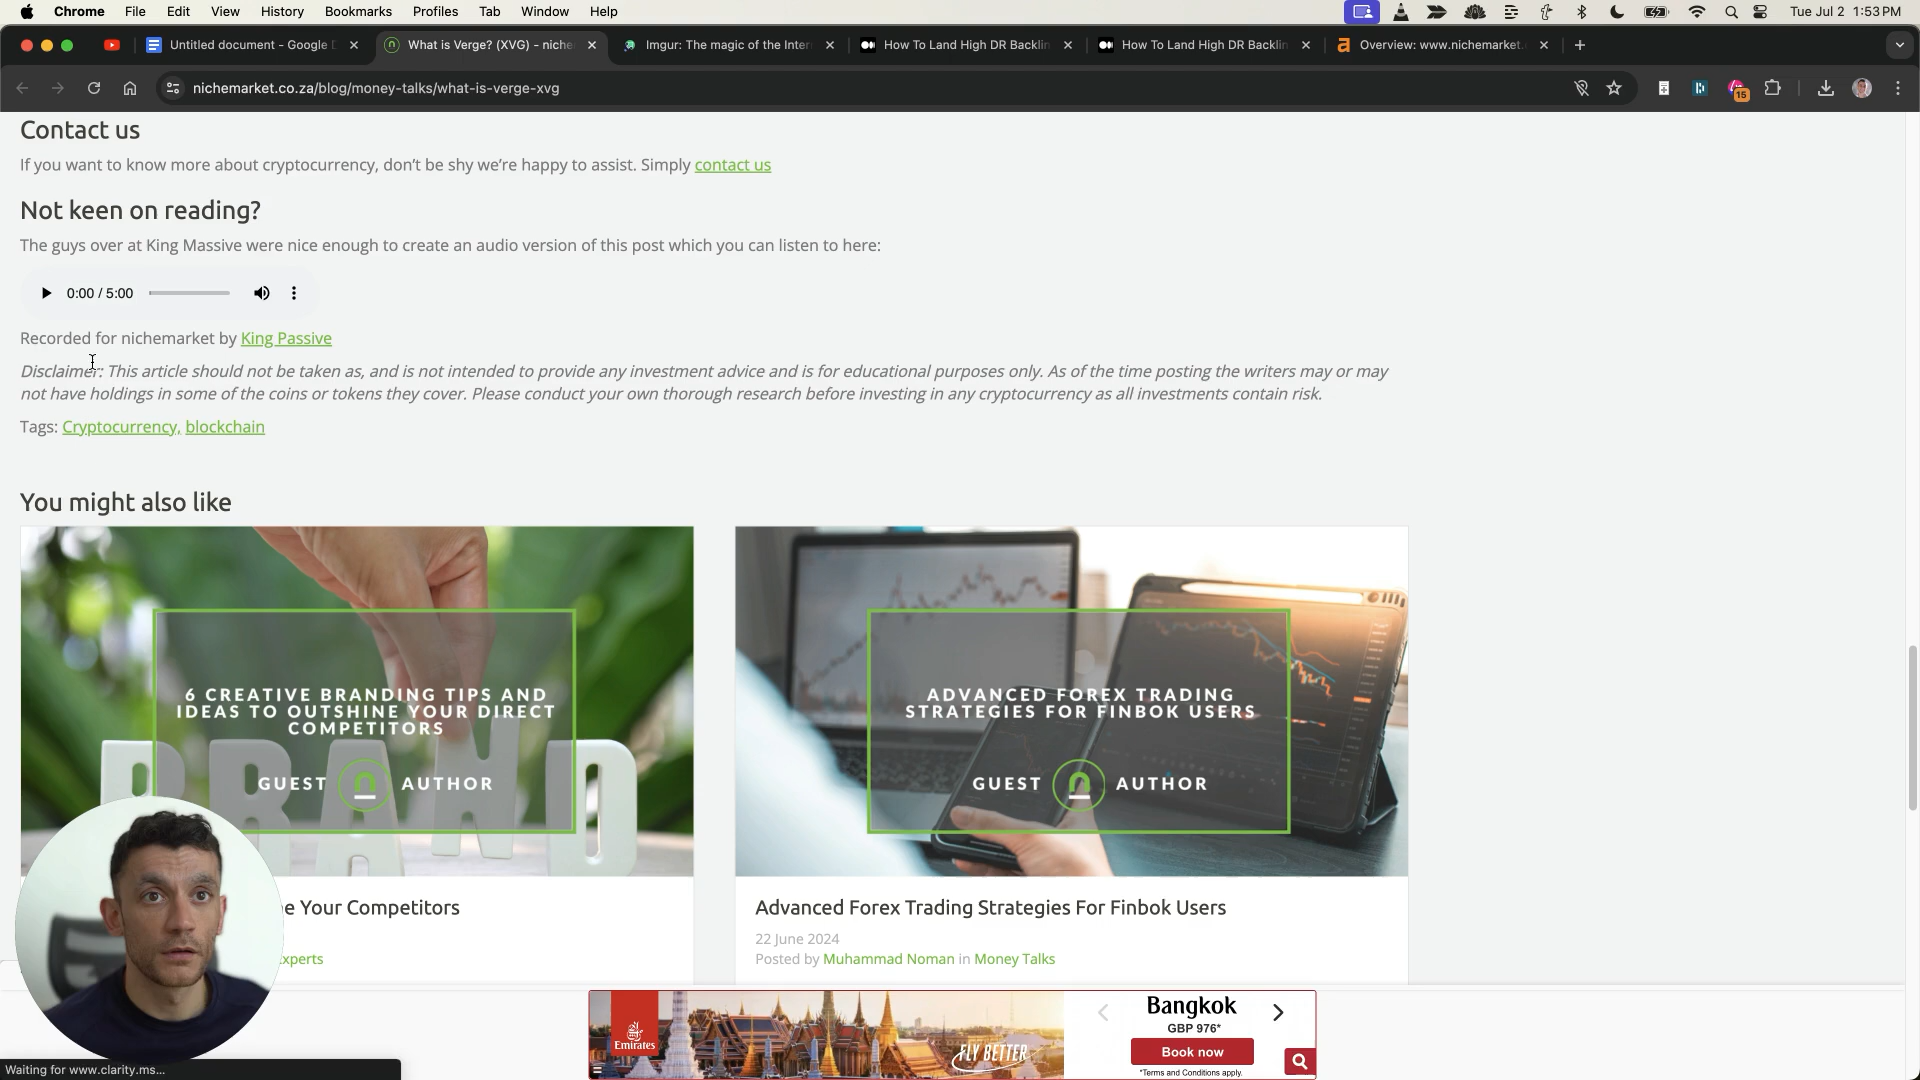 Chrome File Edit View History Bookmarks Profiles Tab Window Help Tue Jul 2 1:53 PM
Untitled document - Google D What is Verge? (XVG) - niche Imgur: The magic of the Inter How To Land High DR Backlin How To Land High DR Backlin Overview: www.nichemarket.
nichemarket.co.za/blog/money-talks/what-is-verge-xvg 15
Contact us
If you want to know more about cryptocurrency, don’t be shy we’re happy to assist. Simply contact us
Not keen on reading?
The guys over at King Massive were nice enough to create an audio version of this post which you can listen to here:
0:00 / 5:00
Recorded for nichemarket by King Passive
Disclaimer: This article should not be taken as, and is not intended to provide any investment advice and is for educational purposes only. As of the time posting the writers may or may
not have holdings in some of the coins or tokens they cover. Please conduct your own thorough research before investing in any cryptocurrency as all investments contain risk.
Tags: Cryptocurrency, blockchain
You might also like
6 CREATIVE BRANDING TIPS AND
IDEAS TO OUTSHINE YOUR DIRECT
COMPETITORS
GUEST AUTHOR
BRAND
ADVANCED FOREX TRADING
STRATEGIES FOR FINBOK USERS
GUEST AUTHOR
e Your Competitors
experts
Advanced Forex Trading Strategies For Finbok Users
22 June 2024
Posted by Muhammad Noman in Money Talks
Emirates
FLY BETTER
Bangkok
GBP 976*
Book now
*Terms and Conditions apply.
Waiting for www.clarity.ms...